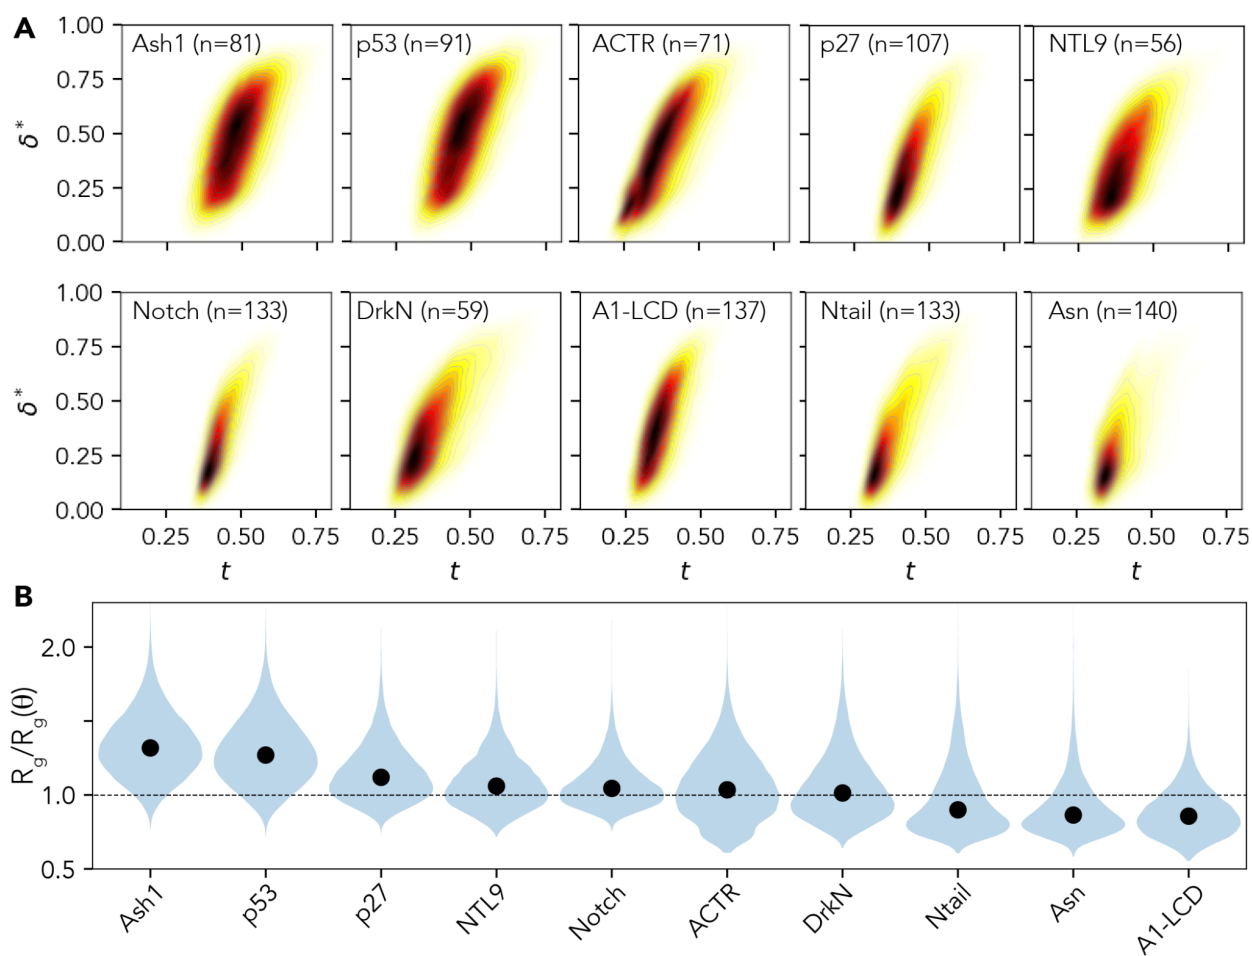 A
Ash1 (n=81)
p53 (n=91)
ACTR (n=71)
p27 (n=107)
NTL9 (n=56)
1.00
0.75
0.50
0.25
0.00
δ*
Notch (n=133)
DrkN (n=59)
A1-LCD (n=137)
Ntail (n=133)
Asn (n=140)
1.00
0.75
0.50
0.25
0.00
δ*
0.25 0.50 0.75
0.25 0.50 0.75
0.25 0.50 0.75
0.25 0.50 0.75
0.25 0.50 0.75
t
t
t
t
t
B
2.0
1.0
0.5
Rg/Rg(θ)
Ash1
p53
p27
NTL9
Notch
ACTR
DrkN
Ntail
Asn
A1-LCD